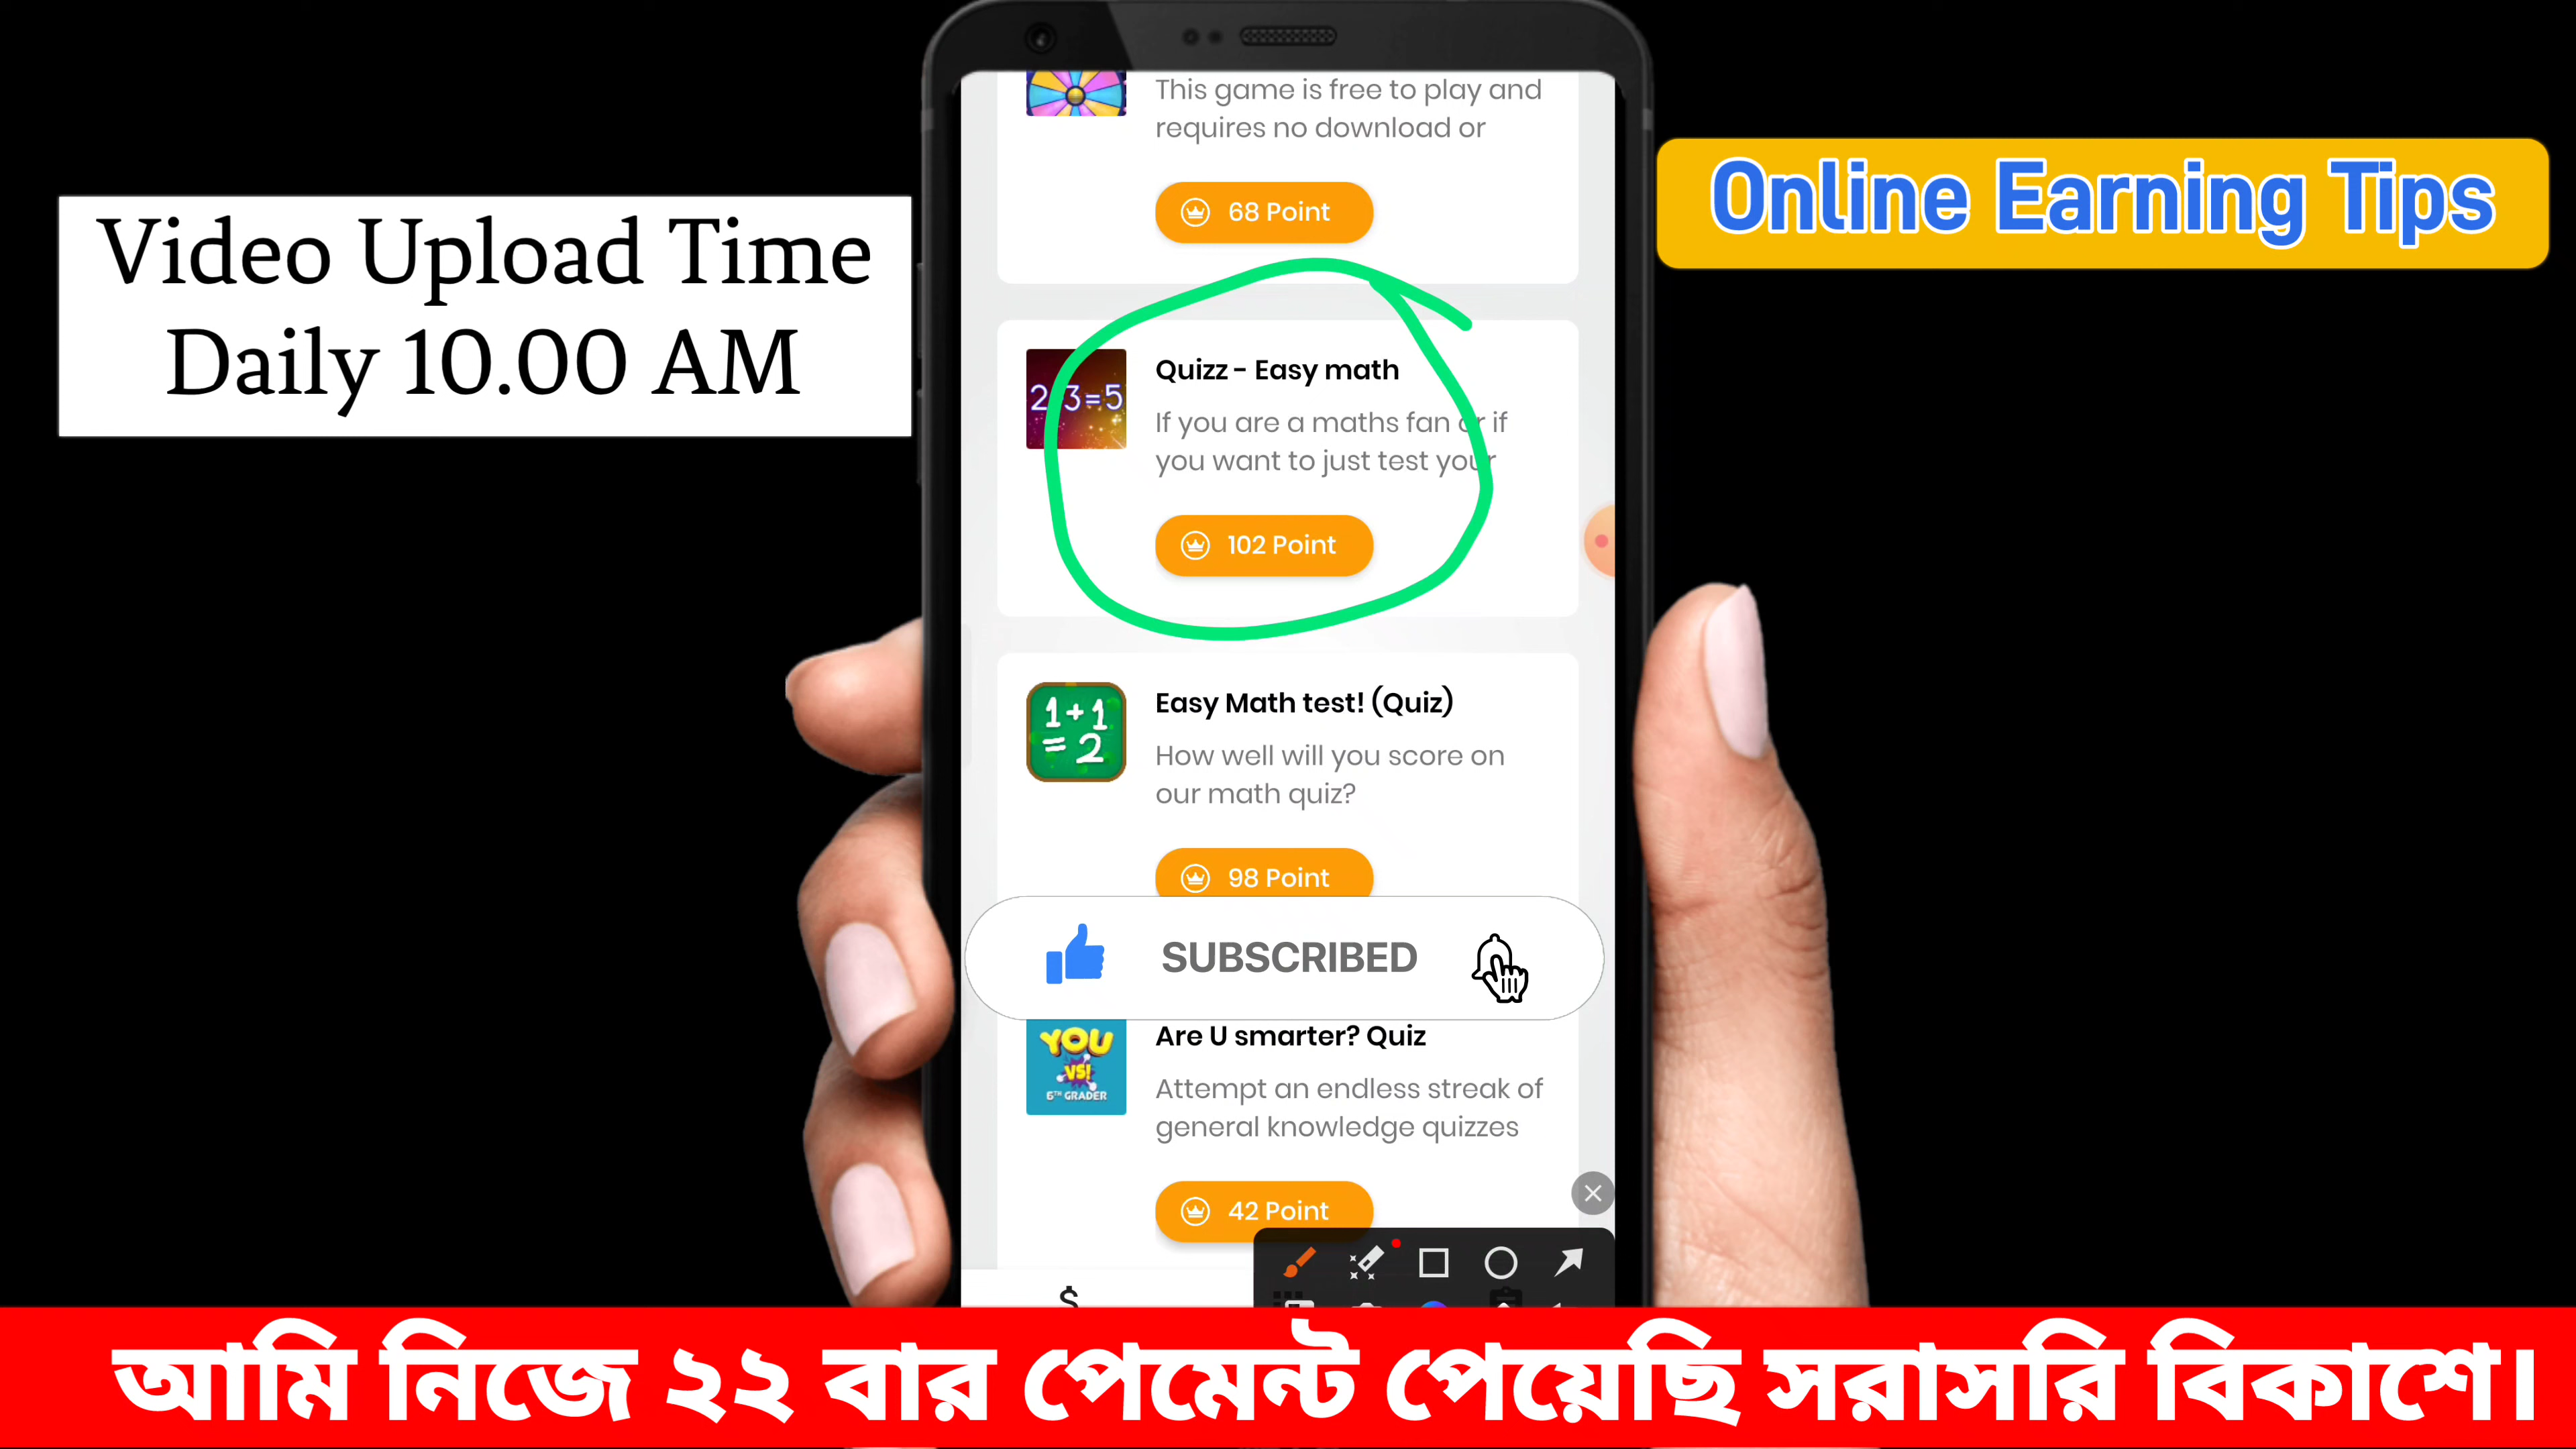 This game is free to play and
requires no download or
68 Point
Online Earning Tips
Video Upload Time
Daily 10.00 AM
2 3=5
Quizz - Easy math
If you are a maths fan or if
you want to just test your
102 Point
1+1
= 2
Easy Math test! (Quiz)
How well will you score on
our math quiz?
98 Point
SUBSCRIBED
YOU
VS!
6TH GRADER
Are U smarter? Quiz
Attempt an endless streak of
general knowledge quizzes
42 Point
$
আমি নিজে ২২ বার পেমেন্ট পেয়েছি সরাসরি বিকাশে।